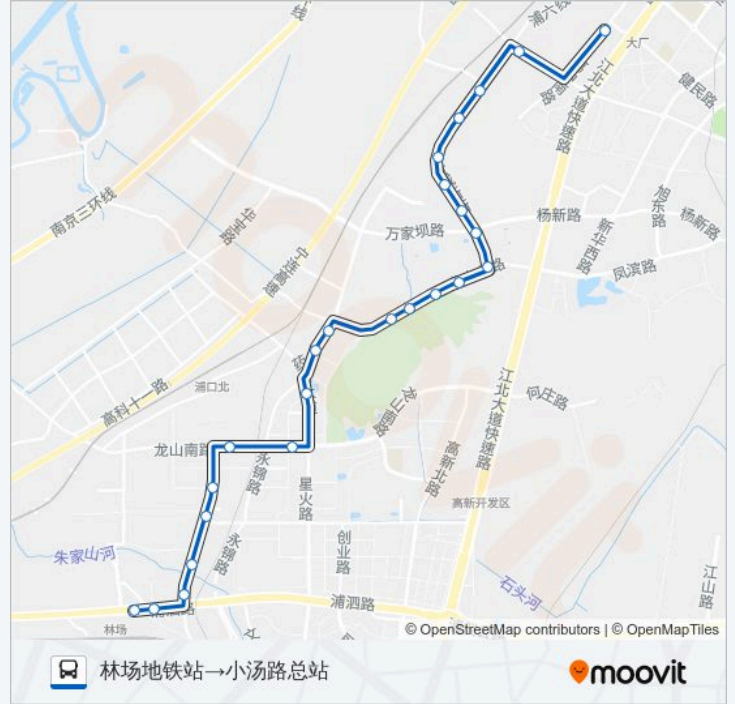 浦六线
线
大厂
健民路
江北大道快速路
南路
南京三环线
华宝路
宁连高速
万家坝路
杨新路
旭东路
杨新路
新华西路
凤滨路
路
药
浦口北
高科十一路
龙山南路
江北大道快速路
龙山南路
永锦路
星火路
高新北路
高新开发区
朱家山河
永锦路
创业路
石头河
江山路
浦泗路
路
林场
© OpenStreetMap contributors | © OpenMapTiles
林场地铁站→小汤路总站
moovit